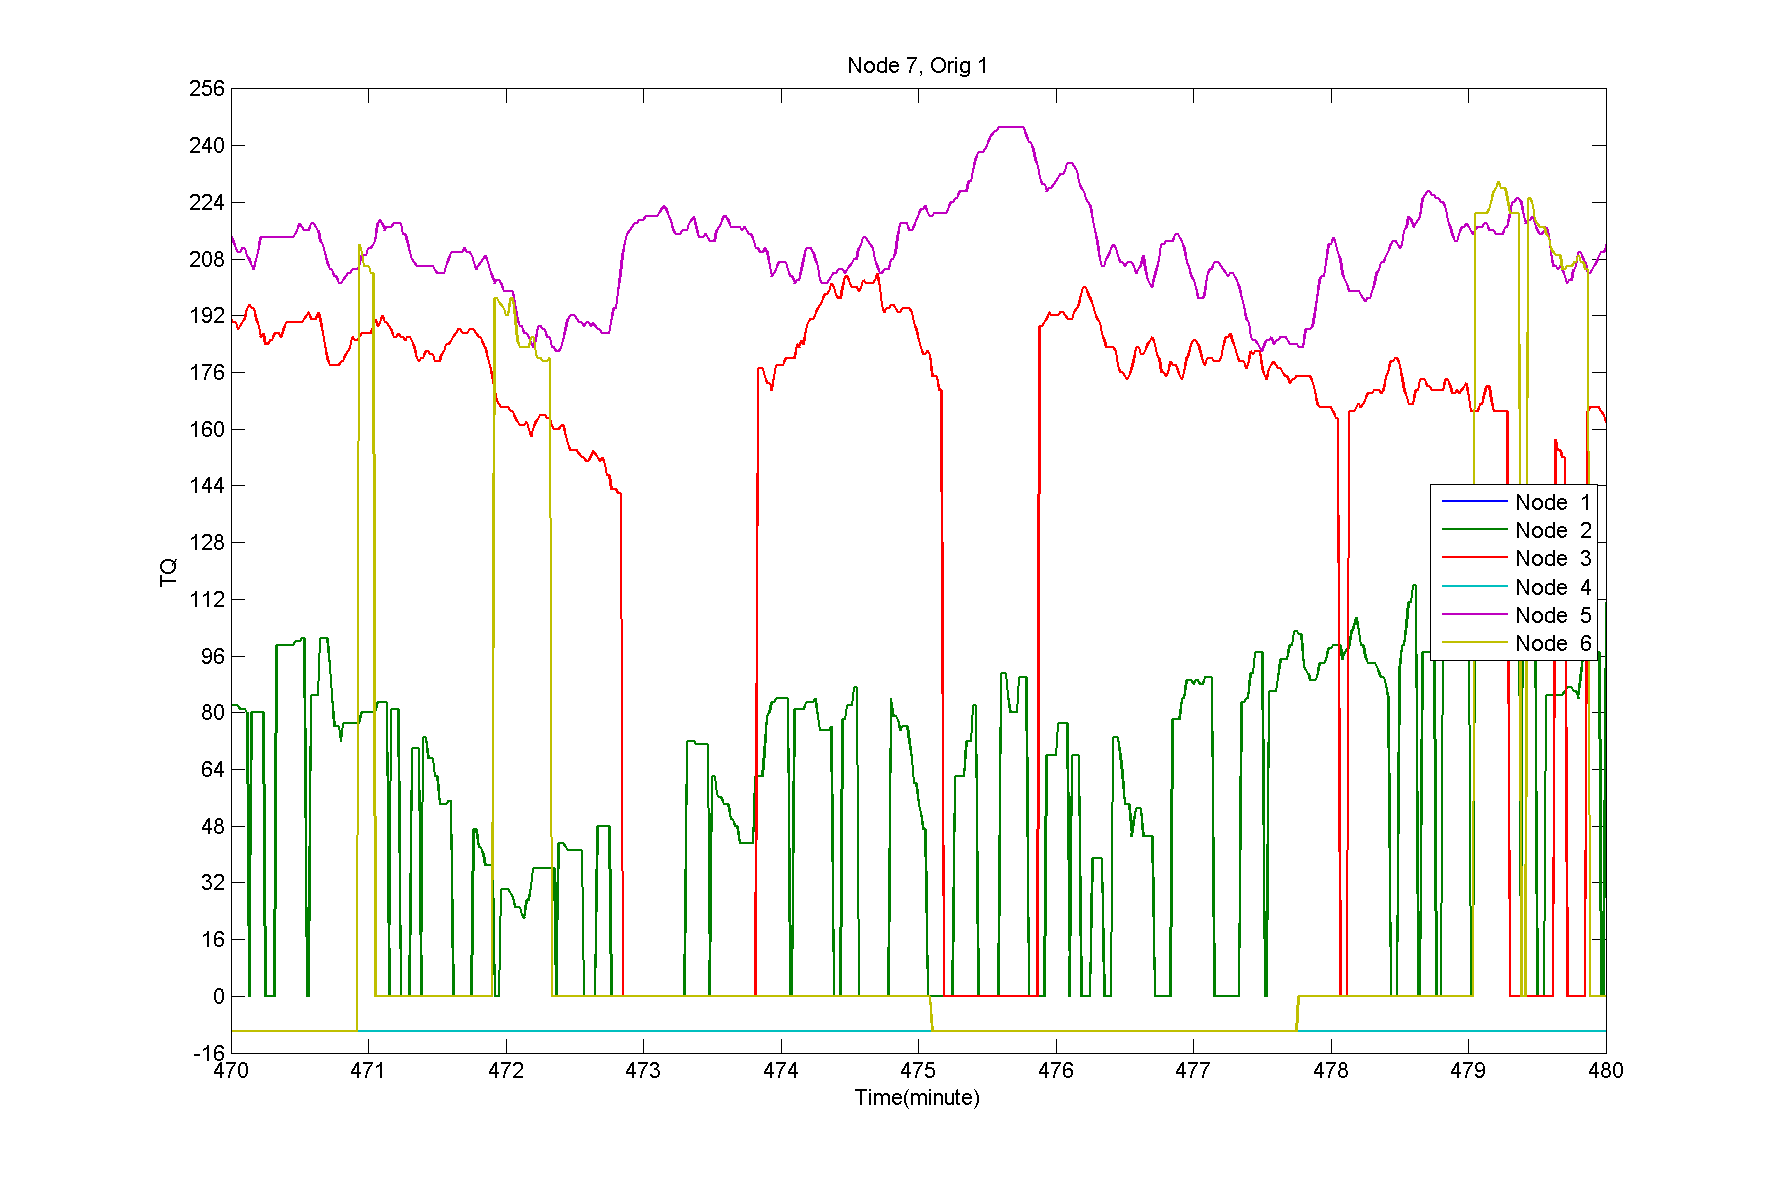 Node 7, Orig 1
256
240
224
208
192
176
160
144
128
112
96
80
64
48
32
16
0
-16
TQ
Node 1
Node 2
Node 3
Node 4
Node 5
Node 6
470 471 472 473 474 475 476 477 478 479 480
Time(minute)